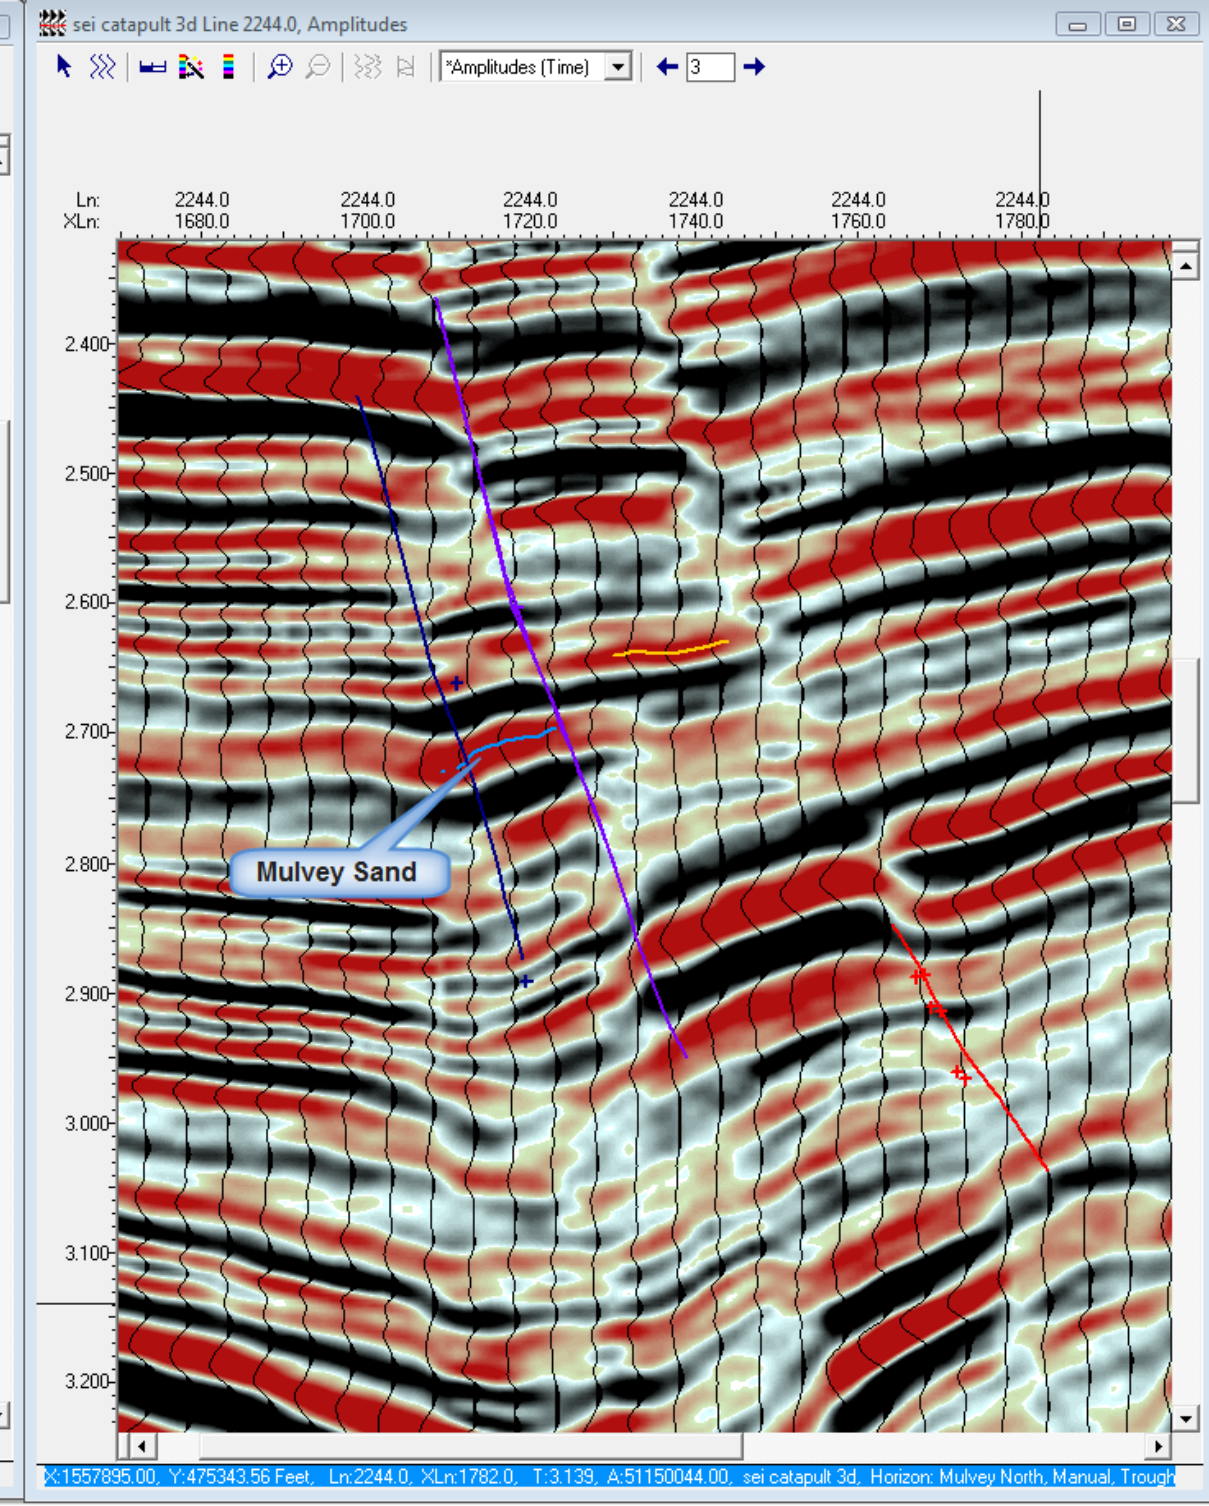 sei catapult 3d Line 2244.0, Amplitudes
*Amplitudes (Time) 3
Ln: 2244.0 2244.0 2244.0 2244.0 2244.0 2244.0
XLn: 1680.0 1700.0 1720.0 1740.0 1760.0 1780.0
2.400
2.500
2.600
2.700
2.800
Mulvey Sand
2.900
3.000
3.100
3.200
X:1557895.00, Y:475343.56 Feet, Ln:2244.0, XLn:1782.0, T:3.139, A:51150044.00, sei catapult 3d, Horizon: Mulvey North, Manual, Trough